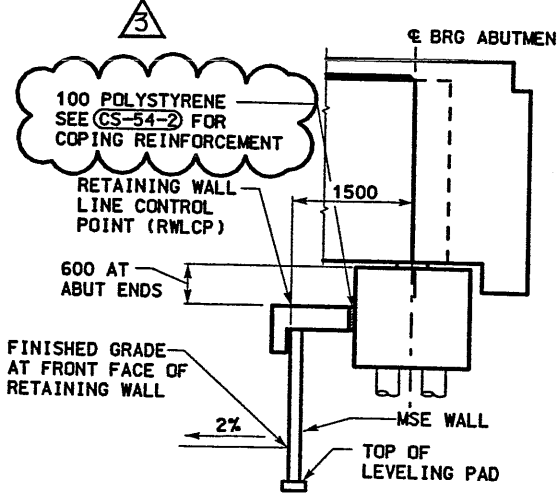 3
℄ BRG ABUTMEN
100 POLYSTYRENE
SEE CS-54-2 FOR
COPING REINFORCEMENT
RETAINING WALL
LINE CONTROL
POINT (RWLCP)
1500
600 AT
ABUT ENDS
FINISHED GRADE
AT FRONT FACE OF
RETAINING WALL
2%
MSE WALL
TOP OF
LEVELING PAD